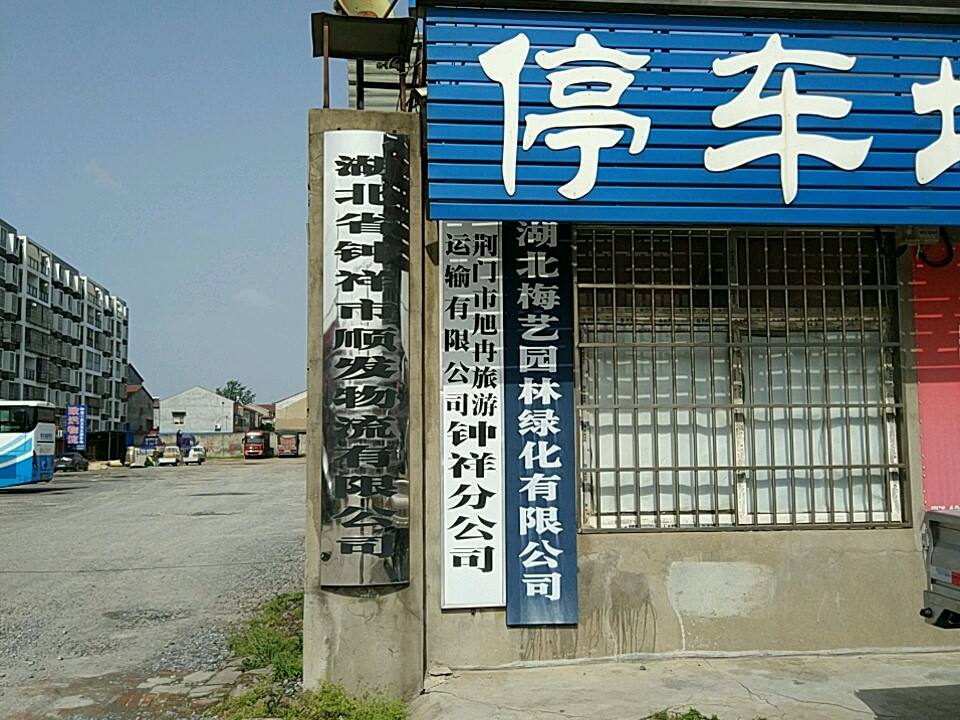 停车场
湖北省钟祥市顺发物流有限公司
荆门市旭冉旅游
运输有限公司
钟祥分公司
湖北梅艺园林绿化有限公司